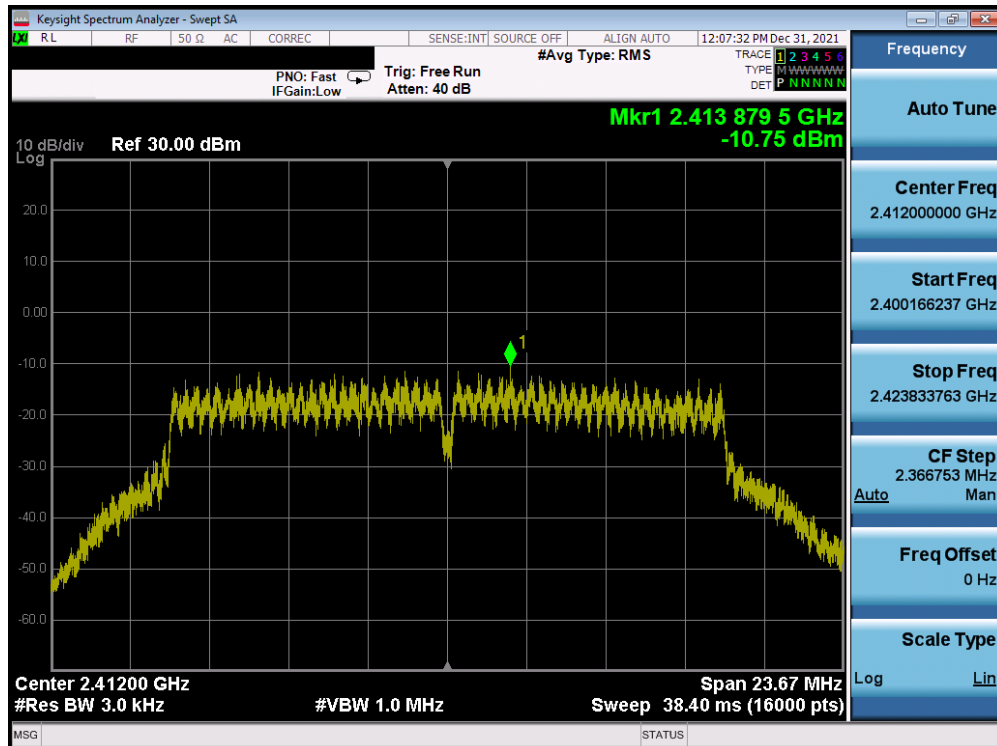 Keysight Spectrum Analyzer - Swept SA
LXI RL RF 50 Ω AC CORREC SENSE:INT SOURCE OFF ALIGN AUTO 12:07:32 PM Dec 31, 2021
#Avg Type: RMS
TRACE 1 2 3 4 5 6
PNO: Fast Trig: Free Run
TYPE M WWWWW
IFGain:Low Atten: 40 dB
DET P N N N N N
Mkr1 2.413 879 5 GHz
-10.75 dBm
10 dB/div Ref 30.00 dBm
Log
20.0
10.0
0.00
1
-10.0
-20.0
-30.0
-40.0
-50.0
-60.0
Center 2.41200 GHz Span 23.67 MHz
#Res BW 3.0 kHz #VBW 1.0 MHz Sweep 38.40 ms (16000 pts)
MSG STATUS
Frequency
Auto Tune
Center Freq
2.412000000 GHz
Start Freq
2.400166237 GHz
Stop Freq
2.423833763 GHz
CF Step
2.366753 MHz
Auto Man
Freq Offset
0 Hz
Scale Type
Log Lin